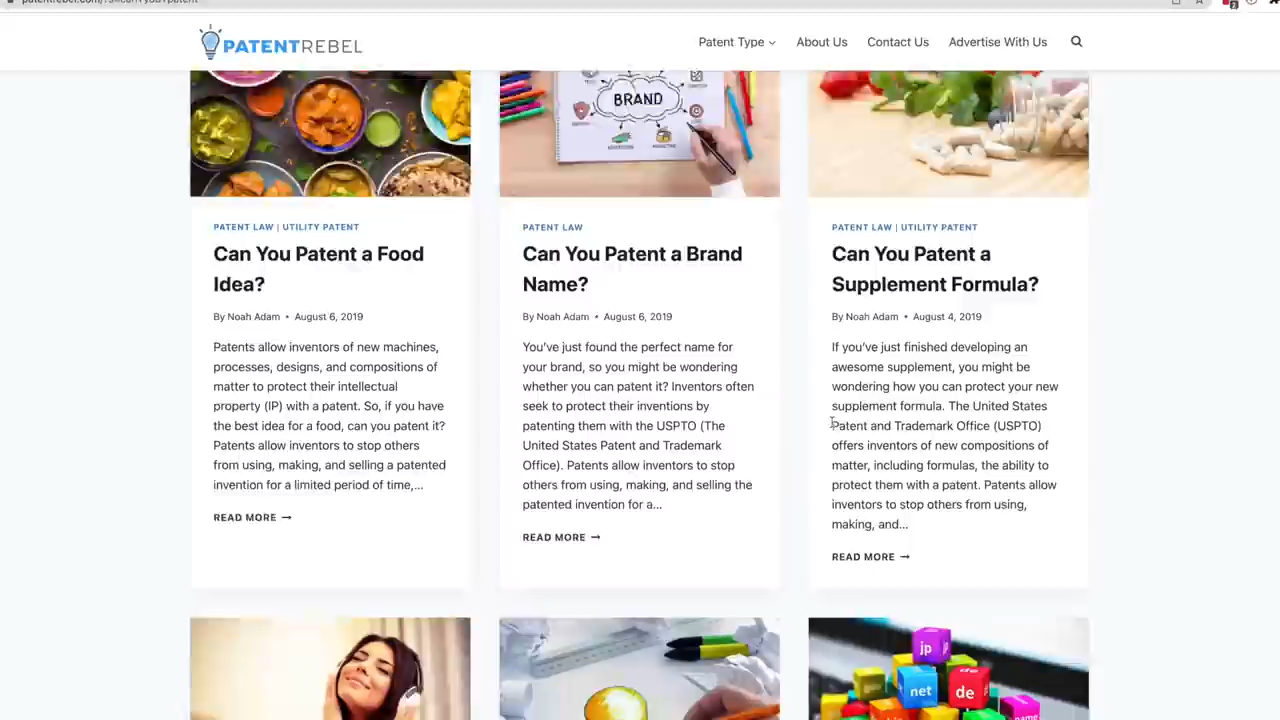 PATENTREBEL
Patent Type
About Us
Contact Us
Advertise With Us
BRAND
PATENT LAW | UTILITY PATENT
Can You Patent a Food
Idea?
By Noah Adam • August 6, 2019
Patents allow inventors of new machines,
processes, designs, and compositions of
matter to protect their intellectual
property (IP) with a patent. So, if you have
the best idea for a food, can you patent it?
Patents allow inventors to stop others
from using, making, and selling a patented
invention for a limited period of time,...
READ MORE →
PATENT LAW
Can You Patent a Brand
Name?
By Noah Adam • August 6, 2019
You've just found the perfect name for
your brand, so you might be wondering
whether you can patent it? Inventors often
seek to protect their inventions by
patenting them with the USPTO (The
United States Patent and Trademark
Office). Patents allow inventors to stop
others from using, making, and selling the
patented invention for a...
READ MORE →
PATENT LAW | UTILITY PATENT
Can You Patent a
Supplement Formula?
By Noah Adam • August 4, 2019
If you've just finished developing an
awesome supplement, you might be
wondering how you can protect your new
supplement formula. The United States
Patent and Trademark Office (USPTO)
offers inventors of new compositions of
matter, including formulas, the ability to
protect them with a patent. Patents allow
inventors to stop others from using,
making, and...
READ MORE →
jp
net
de